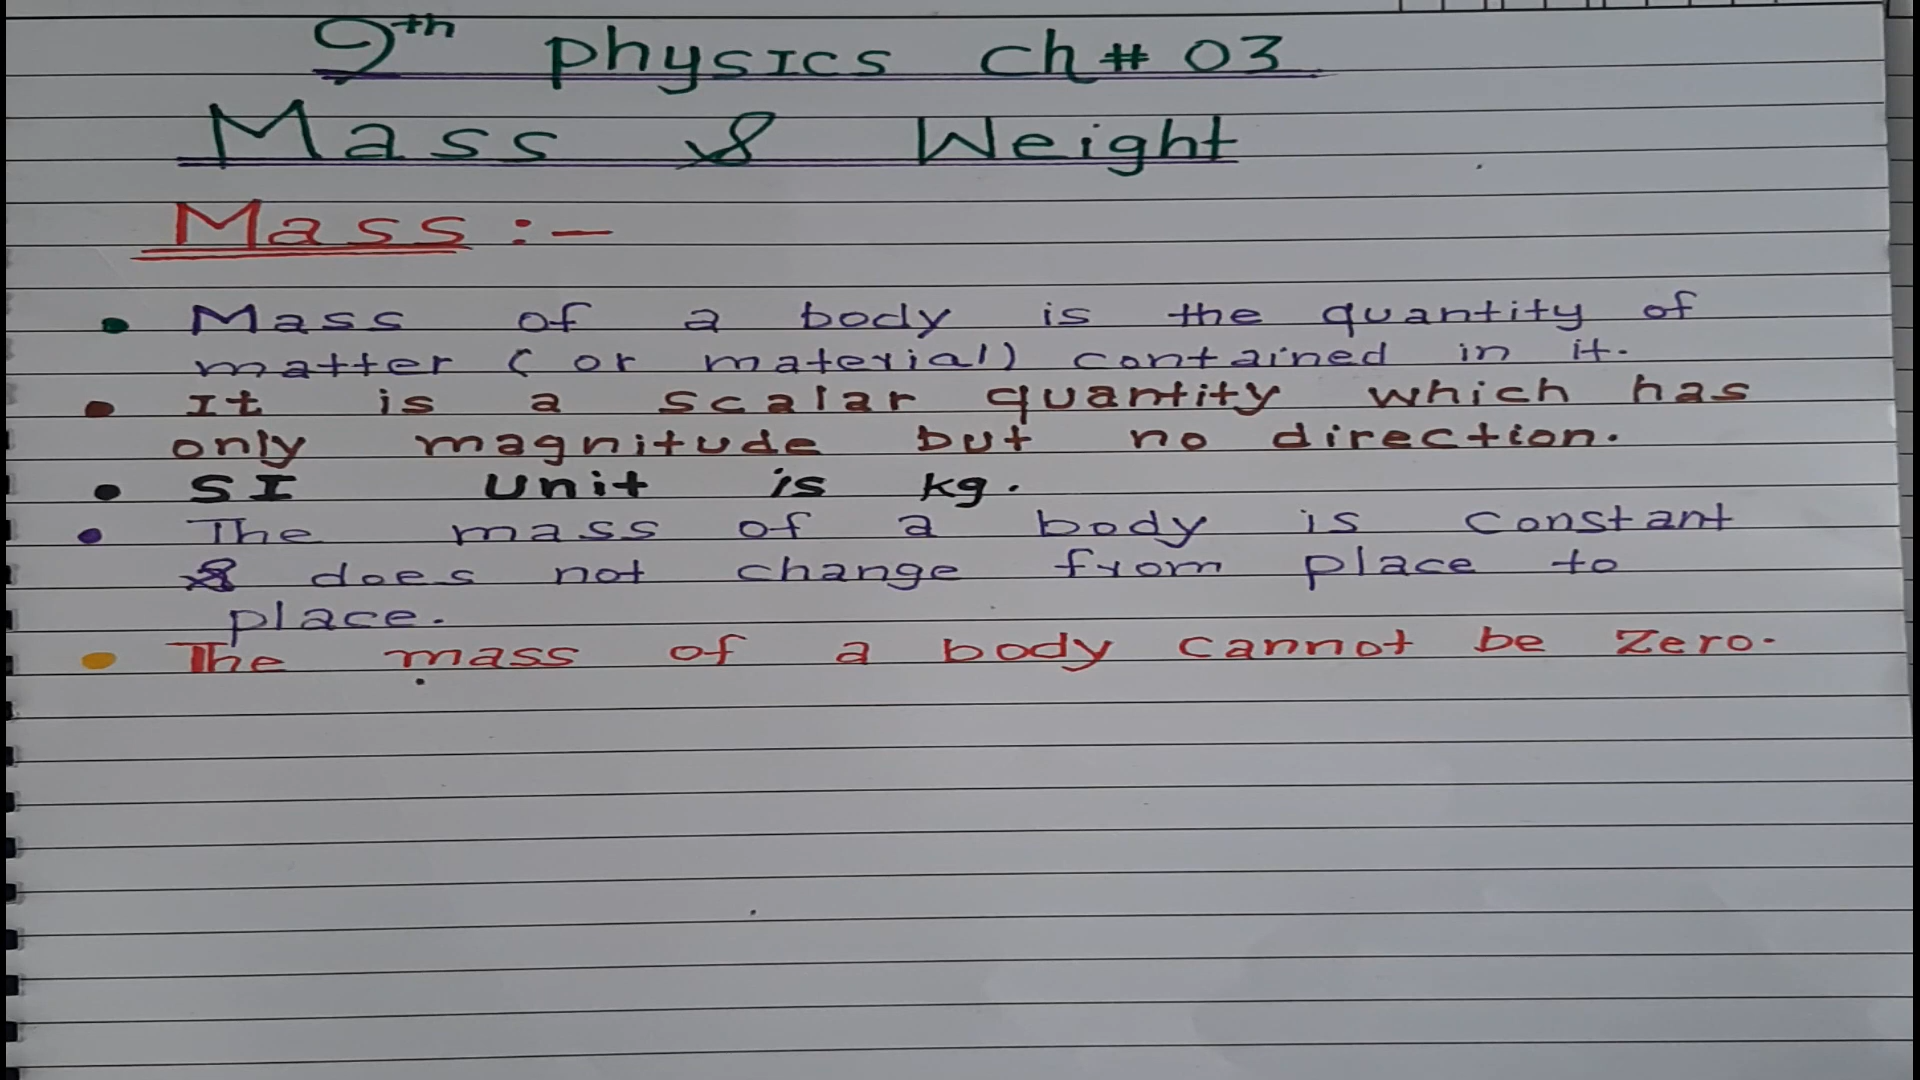 9th Physics Ch # 03
Mass & Weight
Mass :-
• Mass of a body is the quantity of
matter (or material) contained in it.
• It is a scalar quantity which has
only magnitude but no direction.
• SI Unit is kg.
• The mass of a body is constant
& does not change from place to
place.
• The mass of a body cannot be zero.